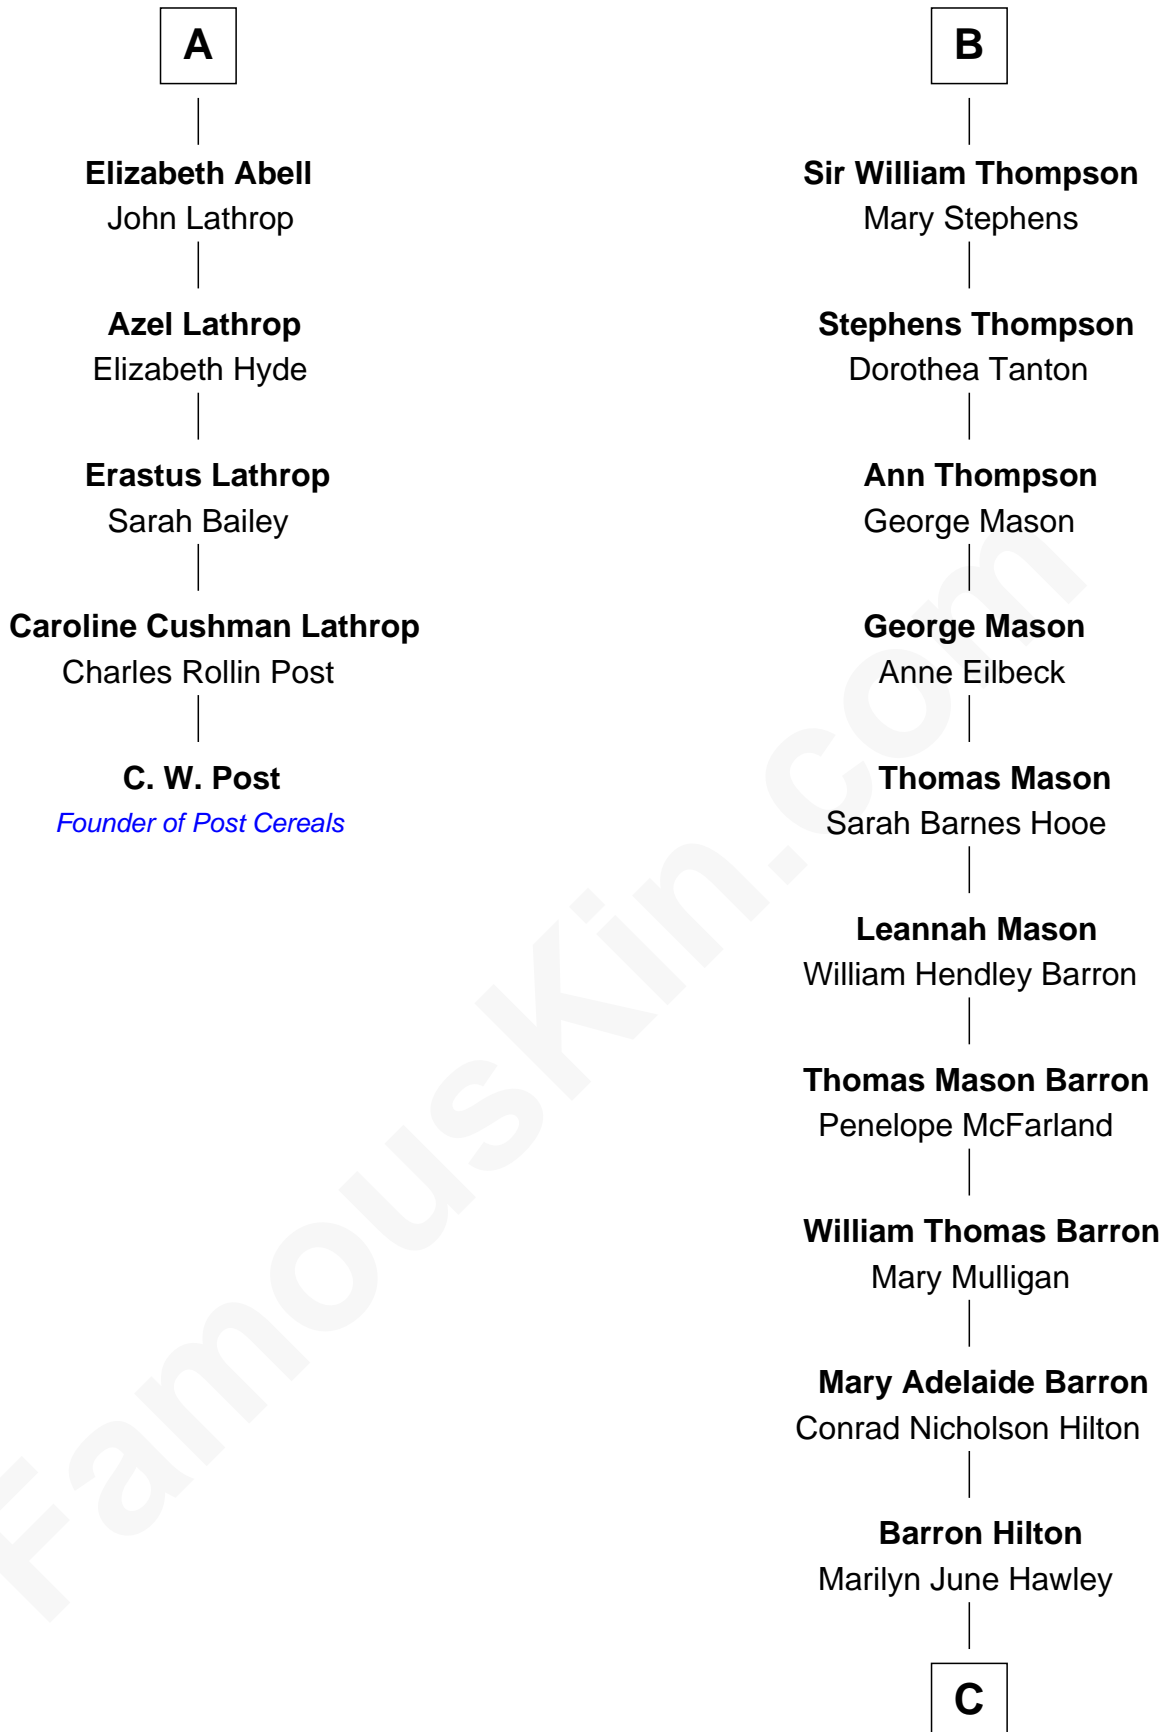 A
Elizabeth Abell
John Lathrop
Azel Lathrop
Elizabeth Hyde
Erastus Lathrop
Sarah Bailey
Caroline Cushman Lathrop
Charles Rollin Post
C. W. Post
Founder of Post Cereals
B
Sir William Thompson
Mary Stephens
Stephens Thompson
Dorothea Tanton
Ann Thompson
George Mason
George Mason
Anne Eilbeck
Thomas Mason
Sarah Barnes Hooe
Leannah Mason
William Hendley Barron
Thomas Mason Barron
Penelope McFarland
William Thomas Barron
Mary Mulligan
Mary Adelaide Barron
Conrad Nicholson Hilton
Barron Hilton
Marilyn June Hawley
C
FamousKin.com